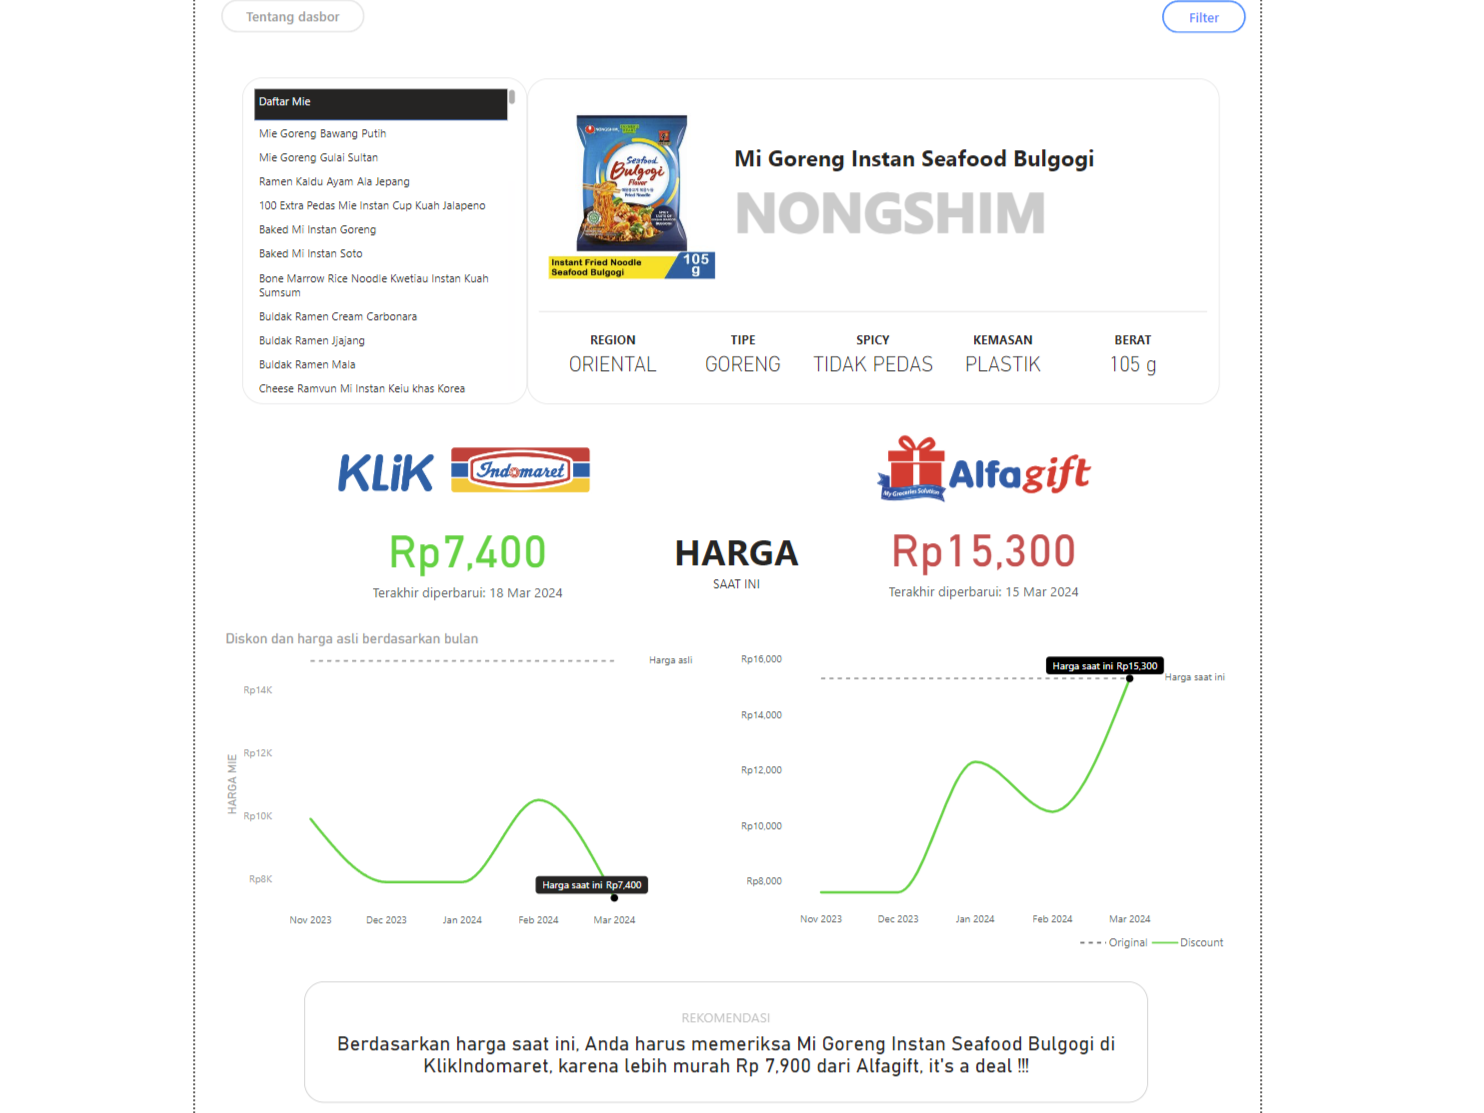 Tentang dasbor
Filter
Daftar Mie
Mie Goreng Bawang Putih
Mie Goreng Gulai Sultan
Ramen Kaldu Ayam Ala Jepang
100 Extra Pedas Mie Instan Cup Kuah Jalapeno
Baked Mi Instan Goreng
Baked Mi Instan Soto
Bone Marrow Rice Noodle Kwetiau Instan Kuah
Sumsum
Buldak Ramen Cream Carbonara
Buldak Ramen Jjajang
Buldak Ramen Mala
Cheese Ramyun Mi Instan Keju khas Korea
NONGSHIM
Seafood
Bulgogi
Flavor
Fried Noodle
Instant Fried Noodle
Seafood Bulgogi
105
g
Mi Goreng Instan Seafood Bulgogi
NONGSHIM
REGION
ORIENTAL
TIPE
GORENG
SPICY
TIDAK PEDAS
KEMASAN
PLASTIK
BERAT
105 g
KLiK Indomaret
My Groceries Solution
Alfagift
Rp7,400
Terakhir diperbarui: 18 Mar 2024
HARGA
SAAT INI
Rp15,300
Terakhir diperbarui: 15 Mar 2024
Diskon dan harga asli berdasarkan bulan
Harga asli
HARGA MIE
Rp14K
Rp12K
Rp10K
Rp8K
Harga saat ini Rp7,400
Nov 2023 Dec 2023 Jan 2024 Feb 2024 Mar 2024
Rp16,000
Rp14,000
Rp12,000
Rp10,000
Rp8,000
Harga saat ini Rp15,300
Harga saat ini
Nov 2023 Dec 2023 Jan 2024 Feb 2024 Mar 2024
Original Discount
REKOMENDASI
Berdasarkan harga saat ini, Anda harus memeriksa Mi Goreng Instan Seafood Bulgogi di
KlikIndomaret, karena lebih murah Rp 7,900 dari Alfagift, it's a deal !!!